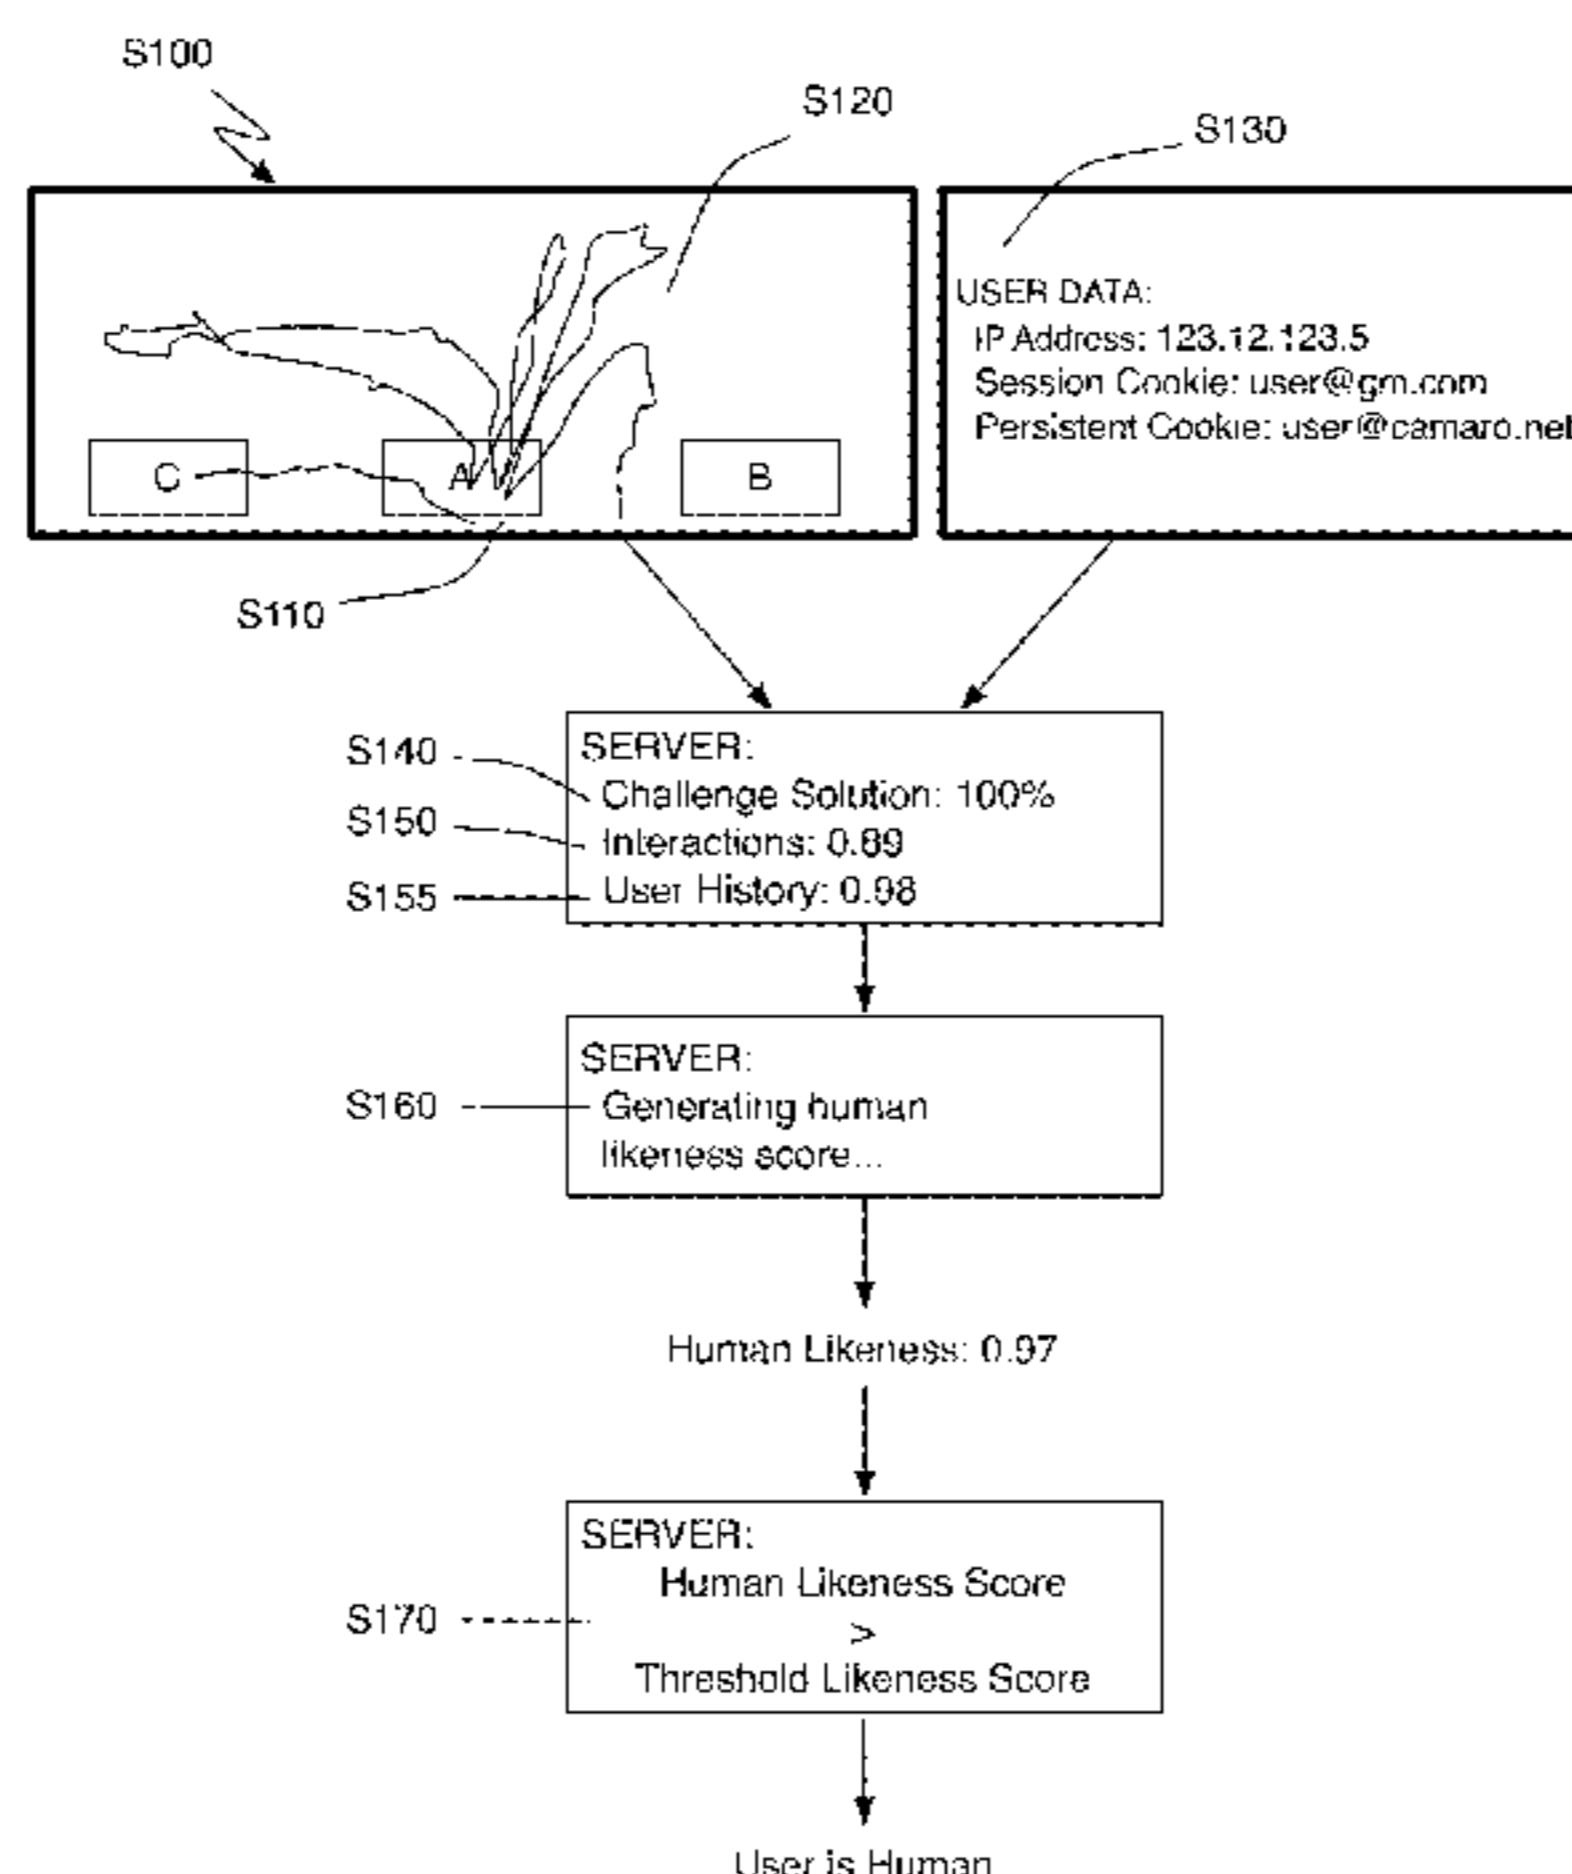 S100
S120
S130
USER DATA:
IP Address: 123.12.123.5
Session Cookie: user@gm.com
Persistent Cookie: user@camaro.net
C
A
B
S110
SERVER:
S140
Challenge Solution: 100%
S150
Interactions: 0.89
S155
User History: 0.98
SERVER:
S160
Generating human
likeness score...
Human Likeness: 0.97
SERVER:
Human Likeness Score
S170
>
Threshold Likeness Score
User is Human